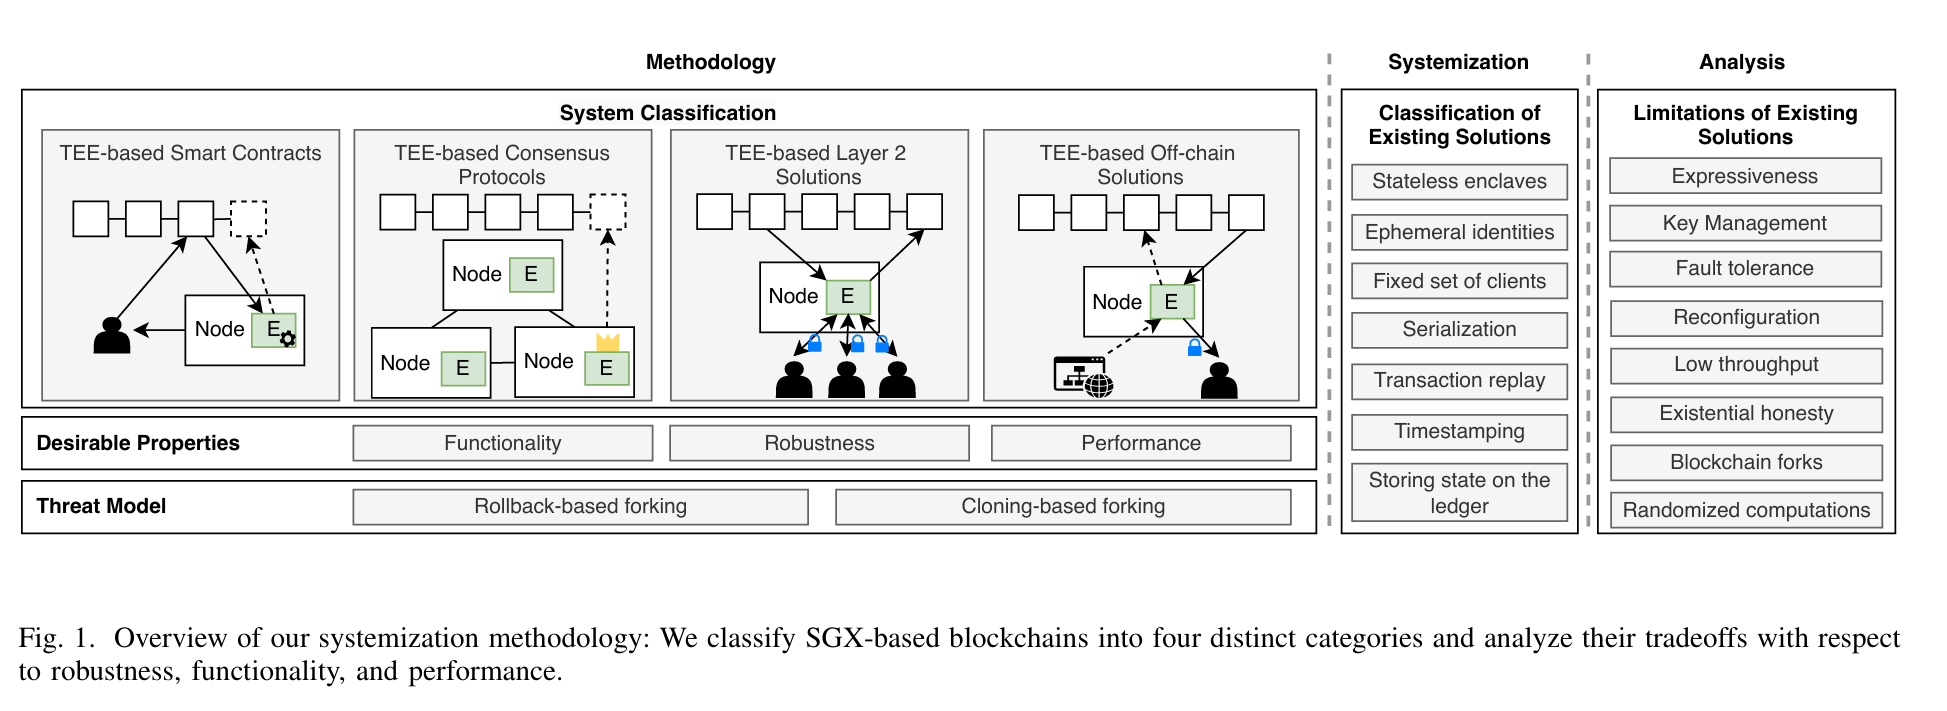 Methodology
System Classification
TEE-based Smart Contracts
Node
E
TEE-based Consensus
Protocols
Node
E
Node
E
Node
E
TEE-based Layer 2
Solutions
Node
E
TEE-based Off-chain
Solutions
Node
E
Desirable Properties
Functionality
Robustness
Performance
Threat Model
Rollback-based forking
Cloning-based forking
Systemization
Classification of
Existing Solutions
Stateless enclaves
Ephemeral identities
Fixed set of clients
Serialization
Transaction replay
Timestamping
Storing state on the
ledger
Analysis
Limitations of Existing
Solutions
Expressiveness
Key Management
Fault tolerance
Reconfiguration
Low throughput
Existential honesty
Blockchain forks
Randomized computations
Fig. 1. Overview of our systemization methodology: We classify SGX-based blockchains into four distinct categories and analyze their tradeoffs with respect
to robustness, functionality, and performance.